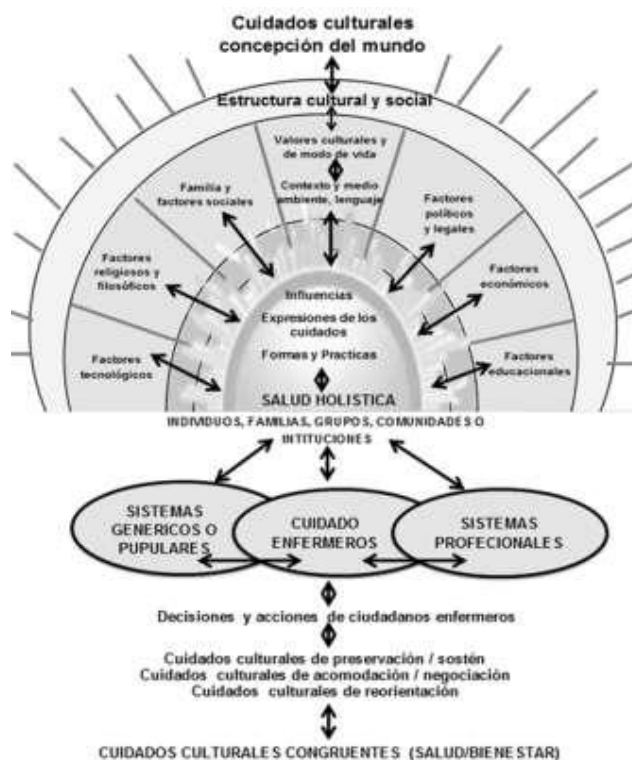 Cuidados culturales
concepción del mundo
Estructura cultural y social
Valores culturales y
de modo de vida
Familia y
factores sociales
Contexto y medio
ambiente, lenguaje
Factores
políticos
y legales
Factores
religiosos y
filosóficos
Factores
económicos
Influencias
Expresiones de los
cuidados
Formas y Practicas
Factores
tecnológicos
Factores
educacionales
SALUD HOLISTICA
INDIVIDUOS, FAMILIAS, GRUPOS, COMUNIDADES O
INTITUCIONES
SISTEMAS
GENERICOS O
PUPULARES
CUIDADO
ENFERMEROS
SISTEMAS
PROFECIONALES
Decisiones y acciones de ciudadanos enfermeros
Cuidados culturales de preservación / sostén
Cuidados culturales de acomodación / negociación
Cuidados culturales de reorientación
CUIDADOS CULTURALES CONGRUENTES (SALUD/BIENESTAR)